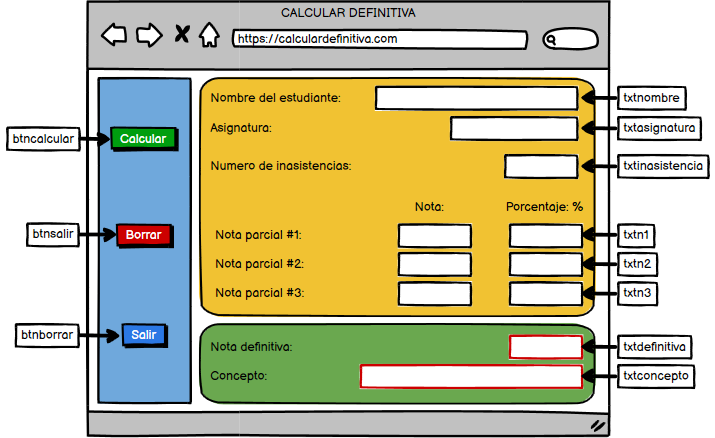 CALCULAR DEFINITIVA
https://calculardefinitiva.com
Nombre del estudiante:
txtnombre
Asignatura:
txtasignatura
btncalcular
Calcular
Numero de inasistencias:
txtinasistencia
Nota:
Porcentaje: %
btnsalir
Borrar
Nota parcial #1:
txtn1
Nota parcial #2:
txtn2
Nota parcial #3:
txtn3
btnborrar
Salir
Nota definitiva:
txtdefinitiva
Concepto:
txtconcepto